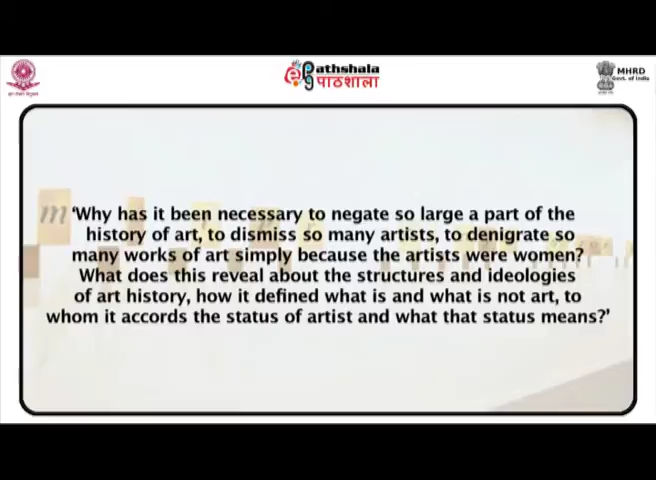 Pathshala
पाठशाला
MHRD
Govt. of India
'Why has it been necessary to negate so large a part of the
history of art, to dismiss so many artists, to denigrate so
many works of art simply because the artists were women?
What does this reveal about the structures and ideologies
of art history, how it defined what is and what is not art, to
whom it accords the status of artist and what that status means?'